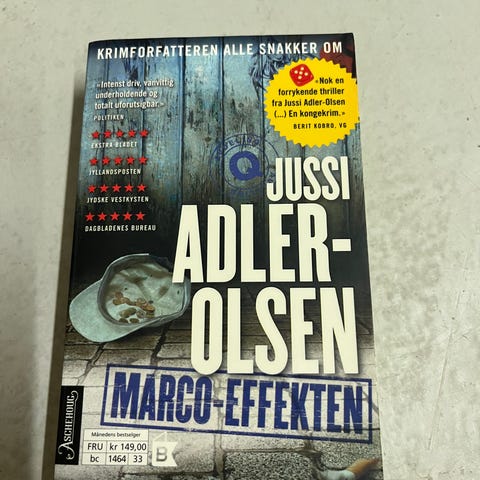 KRIMFORFATTEREN ALLE SNAKKER OM
«Intenst driv, vanvittig
underholdende og
totalt uforutsigbar.»
POLITIKEN
EKSTRA BLADET
JYLLANDSPOSTEN
JYDSKE VESTKYSTEN
DAGBLADENES BUREAU
«Nok en
forrykende thriller
fra Jussi Adler-Olsen
(...) En kongekrim.»
BERIT KOBRO, VG
Q
JUSSI
ADLER-
OLSEN
MARCO-EFFEKTEN
ASCHEHOUG
Månedens bestselger
FRU kr 149,00
bc 1464 33
B